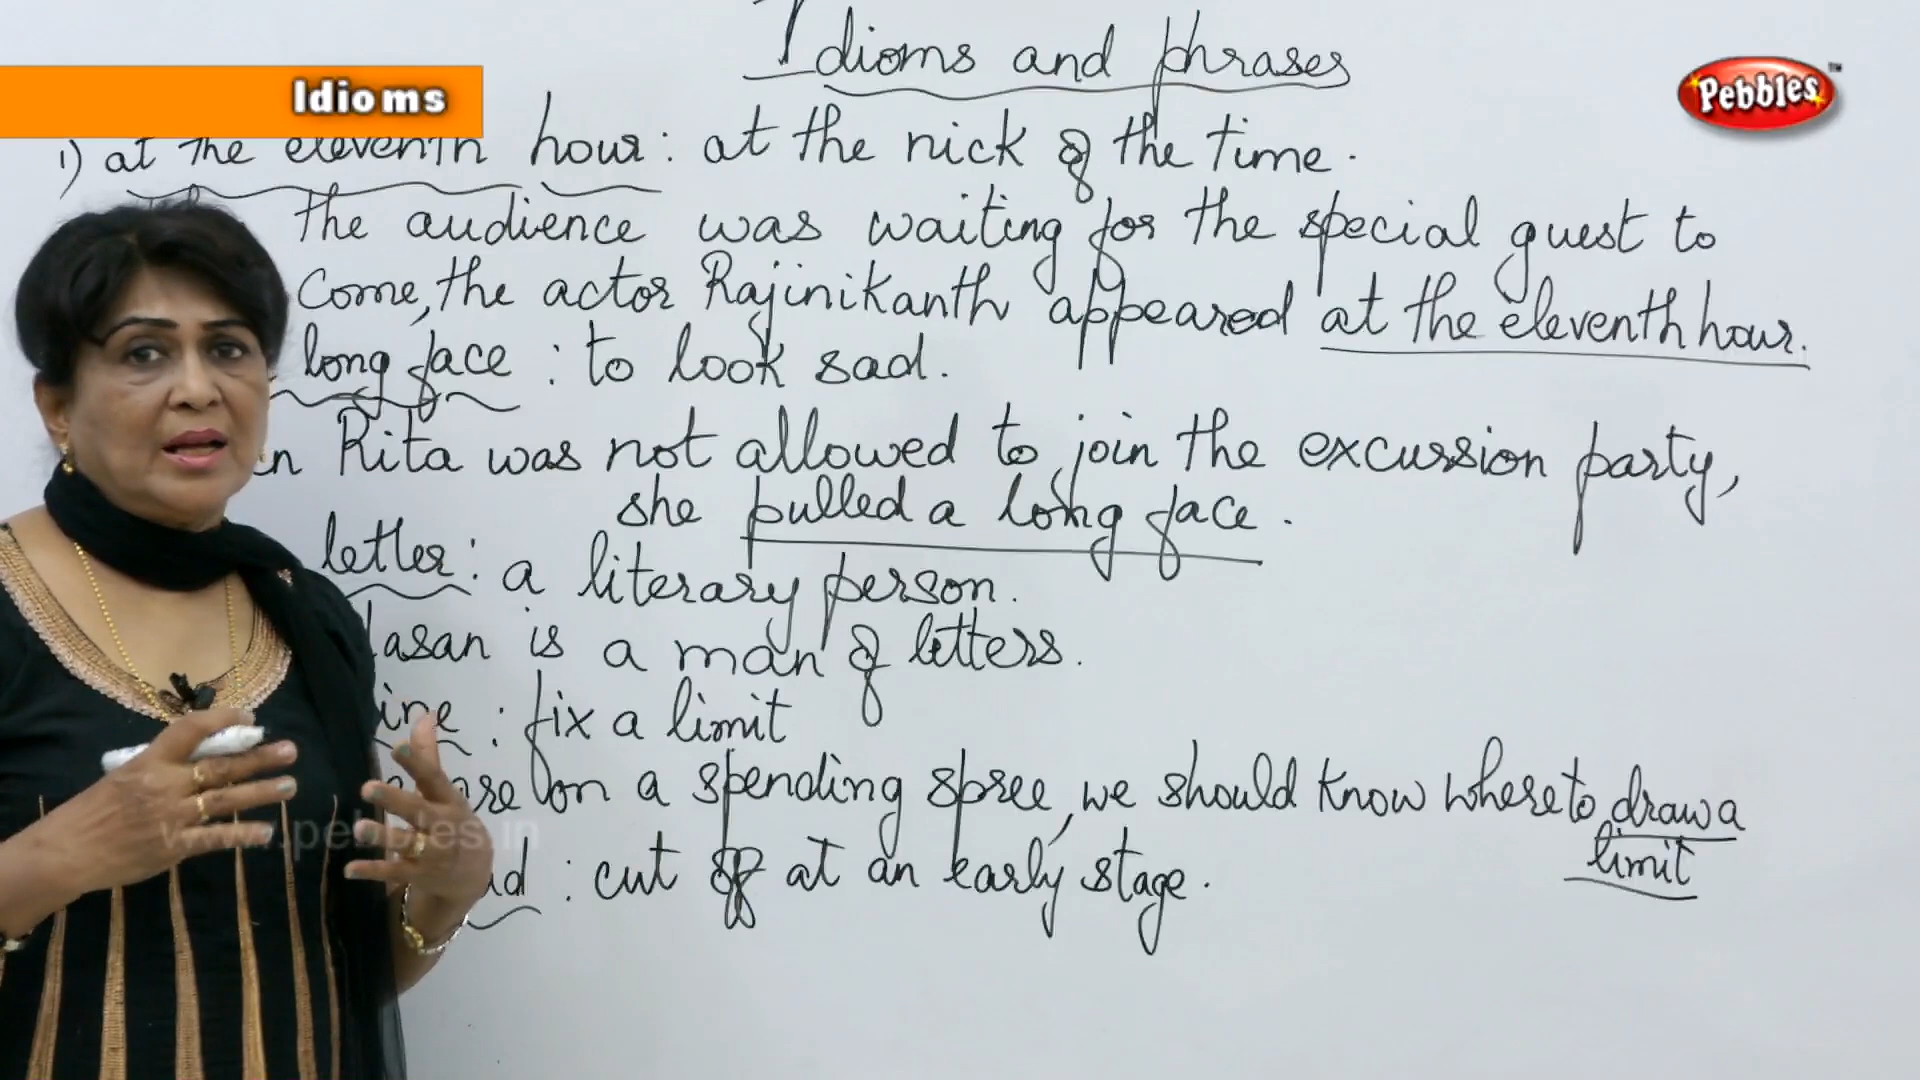 Idioms and phrases
Idioms
Pebbles™
1) at the eleventh hour : at the nick of the time.
the audience was waiting for the special guest to
come, the actor Rajinikanth appeared at the eleventh hour.
long face : to look sad.
Rita was not allowed to join the excussion party,
she pulled a long face.
letter : a literary person.
is a man of letters.
: fix a limit
on a spending spree, we should know where to draw a
limit
: cut off at an early stage.
www.pebbles.in